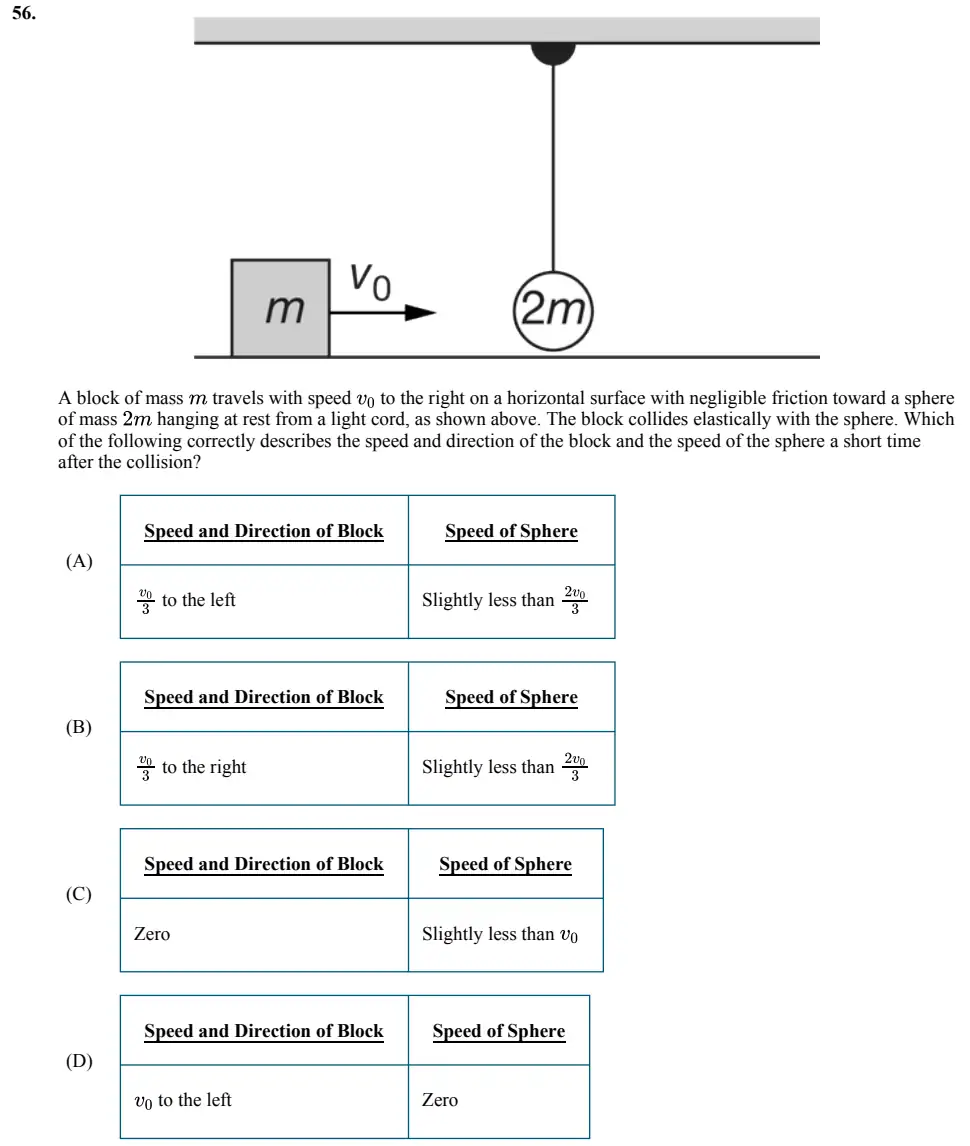 56.
v0
m
2m
A block of mass m travels with speed v0 to the right on a horizontal surface with negligible friction toward a sphere
of mass 2m hanging at rest from a light cord, as shown above. The block collides elastically with the sphere. Which
of the following correctly describes the speed and direction of the block and the speed of the sphere a short time
after the collision?
Speed and Direction of Block Speed of Sphere
(A)
v0/3 to the left Slightly less than 2v0/3
Speed and Direction of Block Speed of Sphere
(B)
v0/3 to the right Slightly less than 2v0/3
Speed and Direction of Block Speed of Sphere
(C)
Zero Slightly less than v0
Speed and Direction of Block Speed of Sphere
(D)
v0 to the left Zero